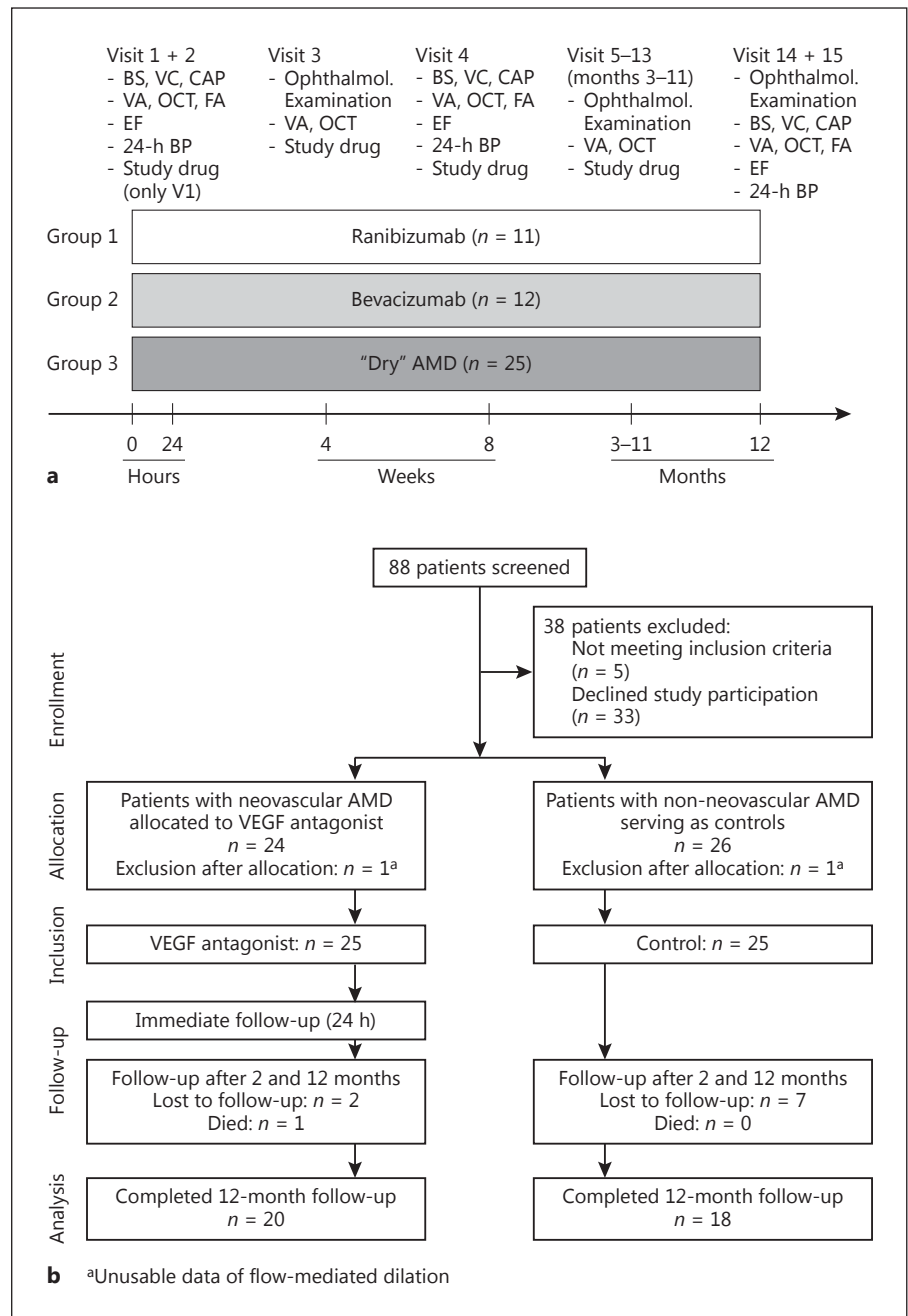 Visit 1 + 2
- BS, VC, CAP
- VA, OCT, FA
- EF
- 24-h BP
- Study drug
(only V1)
Visit 3
- Ophthalmol.
Examination
- VA, OCT
- Study drug
Visit 4
- BS, VC, CAP
- VA, OCT, FA
- EF
- 24-h BP
- Study drug
Visit 5–13
(months 3–11)
- Ophthalmol.
Examination
- VA, OCT
- Study drug
Visit 14 + 15
- Ophthalmol.
Examination
- BS, VC, CAP
- VA, OCT, FA
- EF
- 24-h BP
Group 1
Ranibizumab (n = 11)
Group 2
Bevacizumab (n = 12)
Group 3
"Dry" AMD (n = 25)
0 24 4 8 3–11 12
a Hours Weeks Months
88 patients screened
Enrollment
38 patients excluded:
Not meeting inclusion criteria
(n = 5)
Declined study participation
(n = 33)
Allocation
Patients with neovascular AMD
allocated to VEGF antagonist
n = 24
Exclusion after allocation: n = 1a
Patients with non-neovascular AMD
serving as controls
n = 26
Exclusion after allocation: n = 1a
Inclusion
VEGF antagonist: n = 25
Control: n = 25
Follow-up
Immediate follow-up (24 h)
Follow-up after 2 and 12 months
Lost to follow-up: n = 2
Died: n = 1
Follow-up after 2 and 12 months
Lost to follow-up: n = 7
Died: n = 0
Analysis
Completed 12-month follow-up
n = 20
Completed 12-month follow-up
n = 18
b aUnusable data of flow-mediated dilation